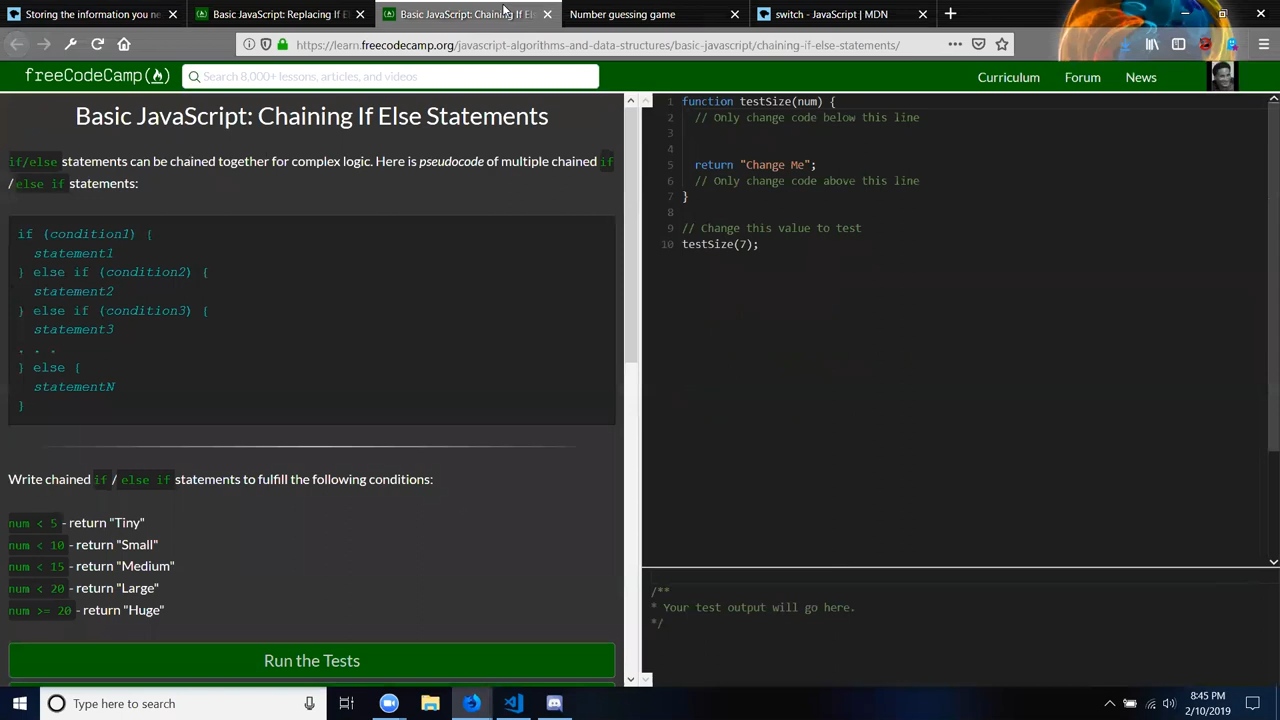 Storing the information you ne
Basic JavaScript: Replacing If E
Basic JavaScript: Chaining If Els
Number guessing game
switch - JavaScript | MDN
https://learn.freecodecamp.org/javascript-algorithms-and-data-structures/basic-javascript/chaining-if-else-statements/
freeCodeCamp
Search 8,000+ lessons, articles, and videos
Curriculum
Forum
News
Basic JavaScript: Chaining If Else Statements
if/else statements can be chained together for complex logic. Here is pseudocode of multiple chained if
/ else if statements:
if (condition1) {
statement1
} else if (condition2) {
statement2
} else if (condition3) {
statement3
. . .
} else {
statementN
}
Write chained if / else if statements to fulfill the following conditions:
num < 5 - return "Tiny"
num < 10 - return "Small"
num < 15 - return "Medium"
num < 20 - return "Large"
num >= 20 - return "Huge"
Run the Tests
1 function testSize(num) {
2 // Only change code below this line
3
4
5 return "Change Me";
6 // Only change code above this line
7 }
8
9 // Change this value to test
10 testSize(7);
/**
* Your test output will go here.
*/
Type here to search
8:45 PM
2/10/2019